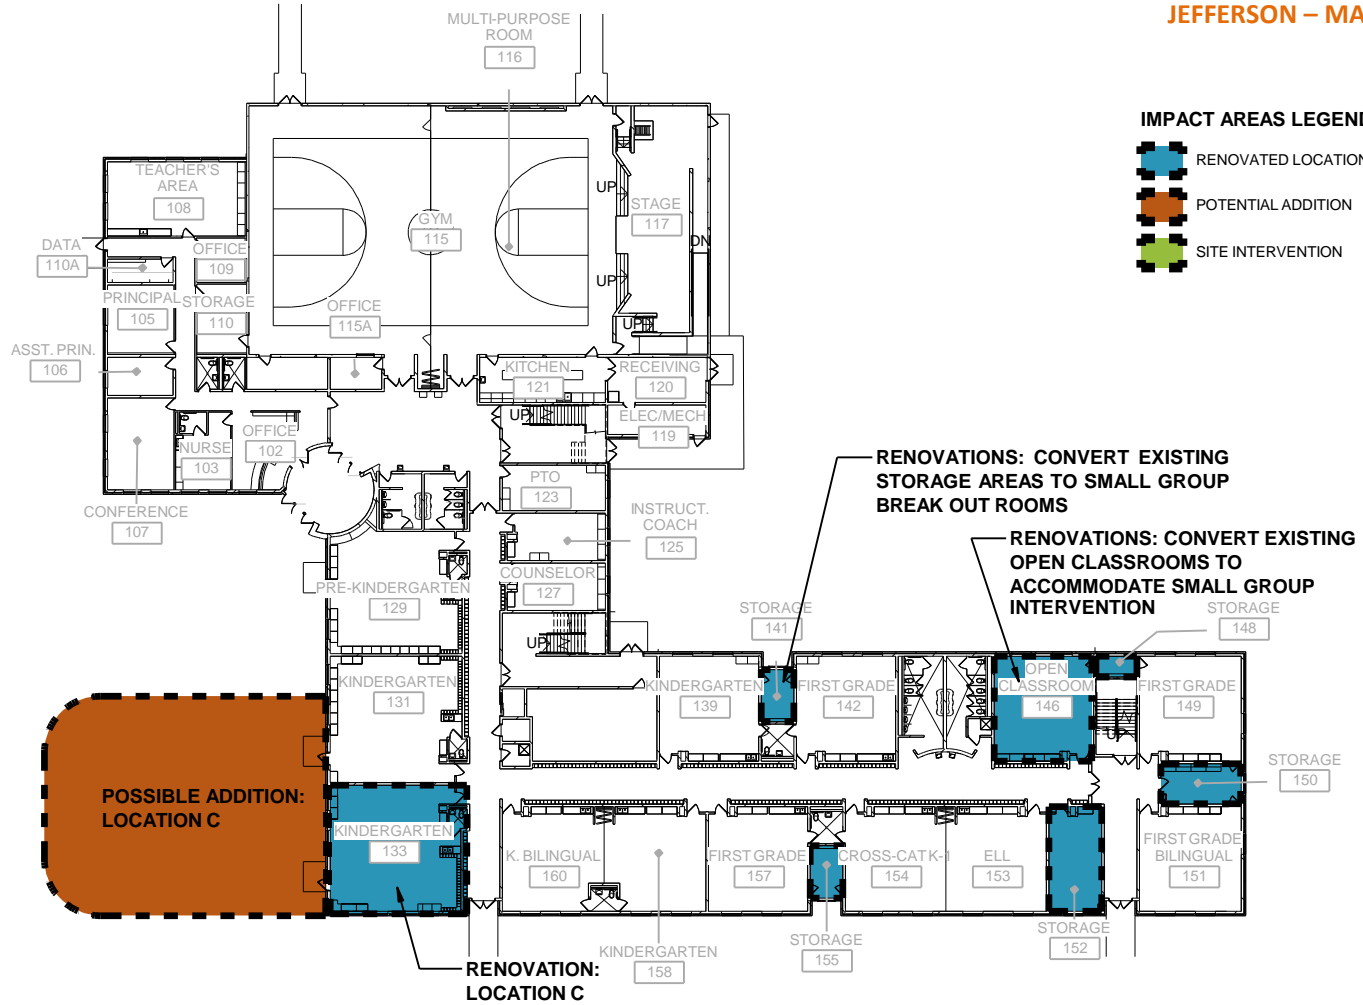 JEFFERSON – MA
MULTI-PURPOSE
ROOM
116
IMPACT AREAS LEGEND
RENOVATED LOCATION
POTENTIAL ADDITION
SITE INTERVENTION
TEACHER'S
AREA
108
UP
STAGE
117
GYM
115
DN
DATA
110A
OFFICE
109
UP
PRINCIPAL
105
STORAGE
110
OFFICE
115A
UP
ASST. PRIN.
106
KITCHEN
121
RECEIVING
120
UP
ELEC/MECH
119
OFFICE
102
NURSE
103
CONFERENCE
107
PTO
123
INSTRUCT.
COACH
125
RENOVATIONS: CONVERT EXISTING
STORAGE AREAS TO SMALL GROUP
BREAK OUT ROOMS
RENOVATIONS: CONVERT EXISTING
OPEN CLASSROOMS TO
ACCOMMODATE SMALL GROUP
INTERVENTION
PRE-KINDERGARTEN
129
COUNSELOR
127
STORAGE
141
STORAGE
148
UP
KINDERGARTEN
131
KINDERGARTEN
139
FIRST GRADE
142
OPEN
CLASSROOM
146
UP
FIRST GRADE
149
STORAGE
150
POSSIBLE ADDITION:
LOCATION C
KINDERGARTEN
133
K. BILINGUAL
160
FIRST GRADE
157
CROSS-CAT K-1
154
ELL
153
FIRST GRADE
BILINGUAL
151
KINDERGARTEN
158
STORAGE
155
STORAGE
152
RENOVATION:
LOCATION C